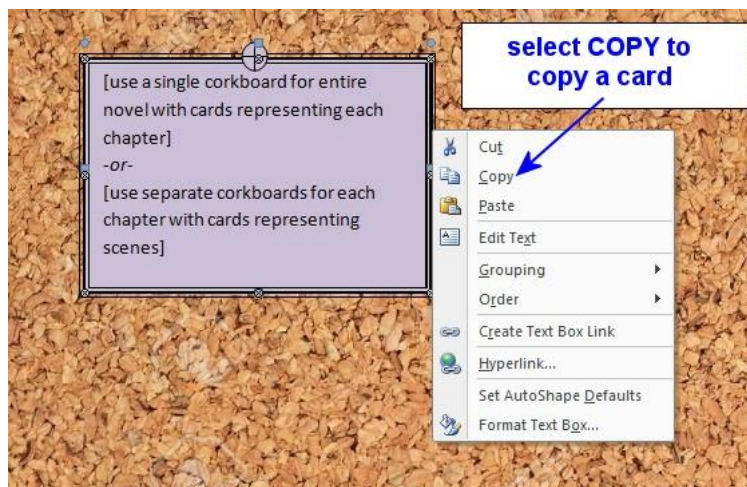 select COPY to
copy a card
[use a single corkboard for entire
novel with cards representing each
chapter]
-or-
[use separate corkboards for each
chapter with cards representing
scenes]
Cut
Copy
Paste
Edit Text
Grouping
Order
Create Text Box Link
Hyperlink...
Set AutoShape Defaults
Format Text Box...